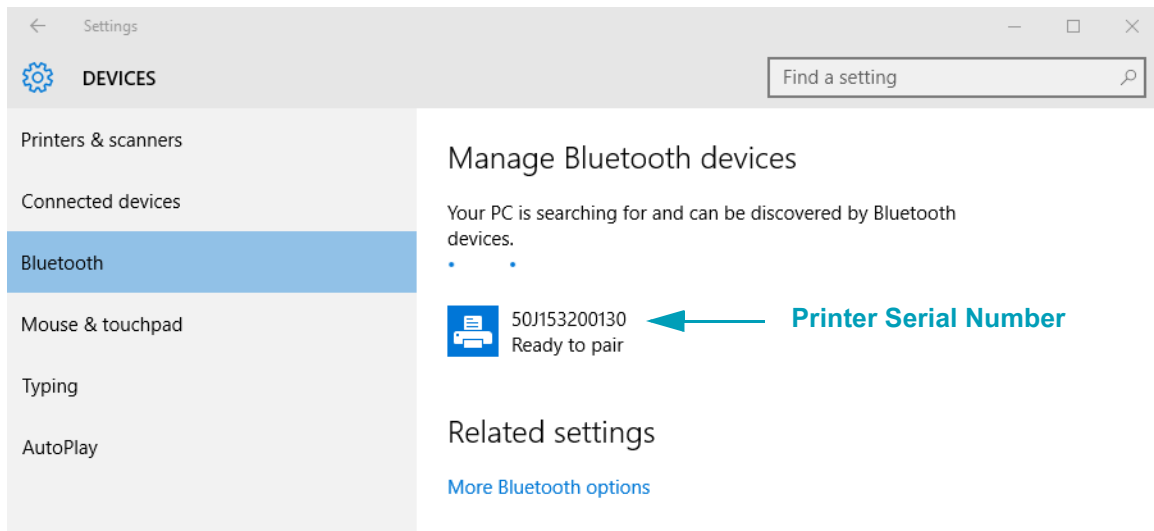 Settings
DEVICES
Find a setting
Printers & scanners
Connected devices
Bluetooth
Mouse & touchpad
Typing
AutoPlay
Manage Bluetooth devices
Your PC is searching for and can be discovered by Bluetooth
devices.
50J153200130
Printer Serial Number
Ready to pair
Related settings
More Bluetooth options